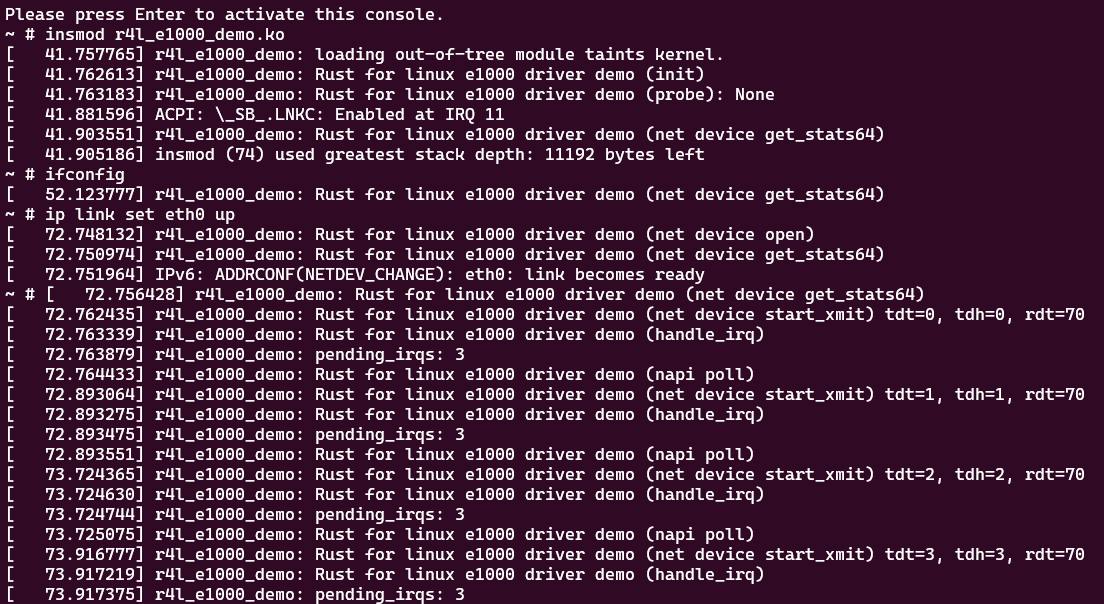 Please press Enter to activate this console.
~ # insmod r4l_e1000_demo.ko
[   41.757765] r4l_e1000_demo: loading out-of-tree module taints kernel.
[   41.762613] r4l_e1000_demo: Rust for linux e1000 driver demo (init)
[   41.763183] r4l_e1000_demo: Rust for linux e1000 driver demo (probe): None
[   41.881596] ACPI: \_SB_.LNKC: Enabled at IRQ 11
[   41.903551] r4l_e1000_demo: Rust for linux e1000 driver demo (net device get_stats64)
[   41.905186] insmod (74) used greatest stack depth: 11192 bytes left
~ # ifconfig
[   52.123777] r4l_e1000_demo: Rust for linux e1000 driver demo (net device get_stats64)
~ # ip link set eth0 up
[   72.748132] r4l_e1000_demo: Rust for linux e1000 driver demo (net device open)
[   72.750974] r4l_e1000_demo: Rust for linux e1000 driver demo (net device get_stats64)
[   72.751964] IPv6: ADDRCONF(NETDEV_CHANGE): eth0: link becomes ready
~ # [   72.756428] r4l_e1000_demo: Rust for linux e1000 driver demo (net device get_stats64)
[   72.762435] r4l_e1000_demo: Rust for linux e1000 driver demo (net device start_xmit) tdt=0, tdh=0, rdt=70
[   72.763339] r4l_e1000_demo: Rust for linux e1000 driver demo (handle_irq)
[   72.763879] r4l_e1000_demo: pending_irqs: 3
[   72.764433] r4l_e1000_demo: Rust for linux e1000 driver demo (napi poll)
[   72.893064] r4l_e1000_demo: Rust for linux e1000 driver demo (net device start_xmit) tdt=1, tdh=1, rdt=70
[   72.893275] r4l_e1000_demo: Rust for linux e1000 driver demo (handle_irq)
[   72.893475] r4l_e1000_demo: pending_irqs: 3
[   72.893551] r4l_e1000_demo: Rust for linux e1000 driver demo (napi poll)
[   73.724365] r4l_e1000_demo: Rust for linux e1000 driver demo (net device start_xmit) tdt=2, tdh=2, rdt=70
[   73.724630] r4l_e1000_demo: Rust for linux e1000 driver demo (handle_irq)
[   73.724744] r4l_e1000_demo: pending_irqs: 3
[   73.725075] r4l_e1000_demo: Rust for linux e1000 driver demo (napi poll)
[   73.916777] r4l_e1000_demo: Rust for linux e1000 driver demo (net device start_xmit) tdt=3, tdh=3, rdt=70
[   73.917219] r4l_e1000_demo: Rust for linux e1000 driver demo (handle_irq)
[   73.917375] r4l_e1000_demo: pending_irqs: 3